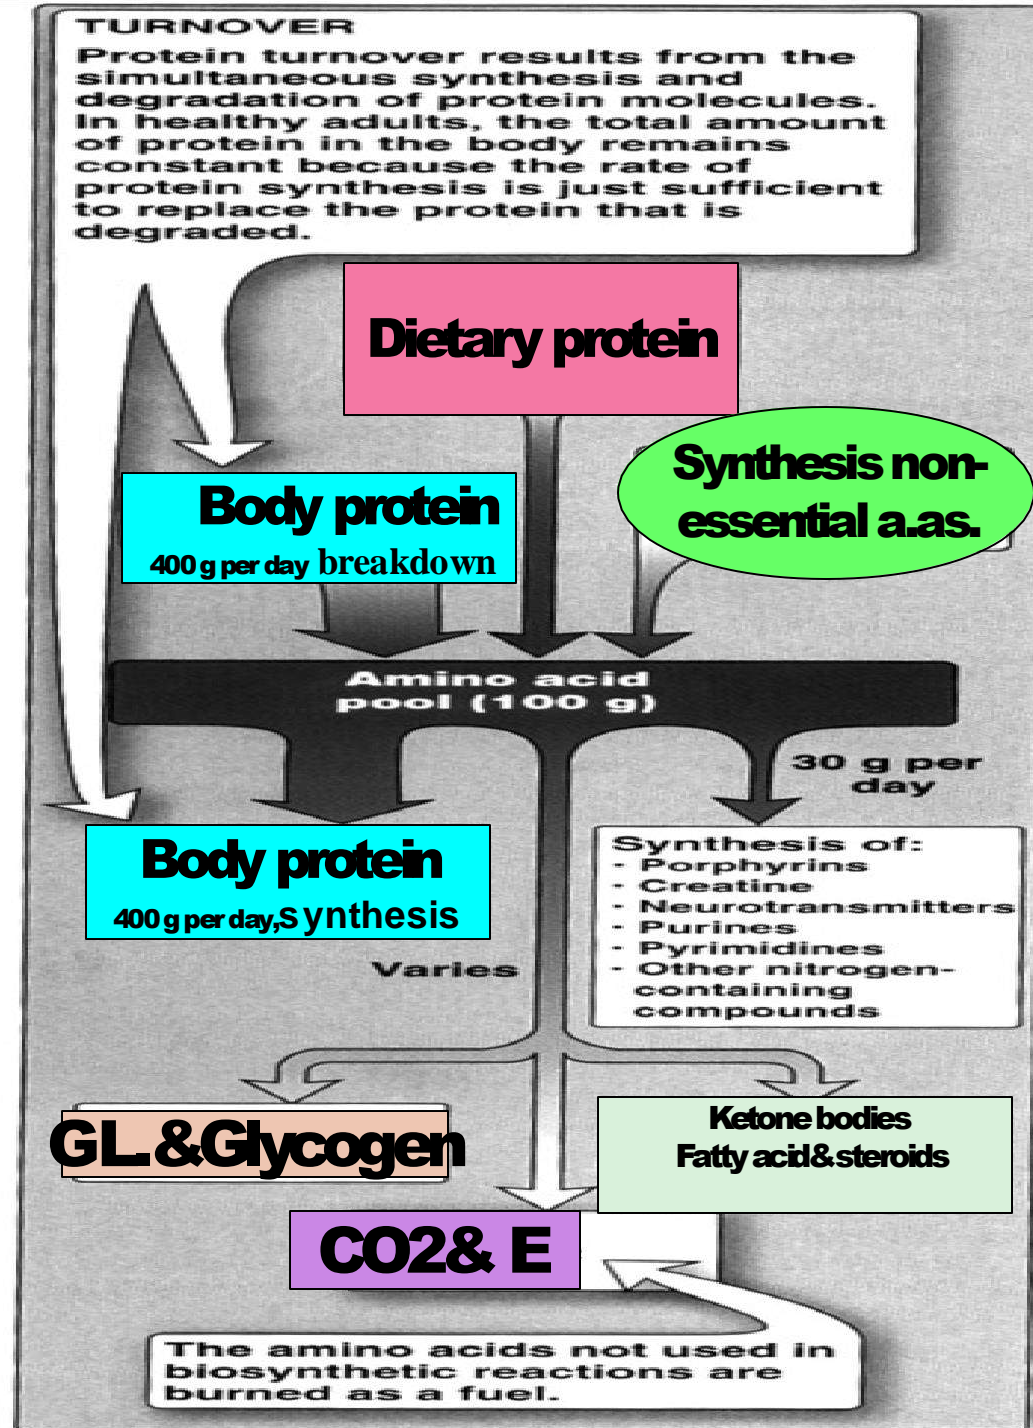 TURNOVER
Protein turnover results from the
simultaneous synthesis and
degradation of protein molecules.
In healthy adults, the total amount
of protein in the body remains
constant because the rate of
protein synthesis is just sufficient
to replace the protein that is
degraded.
Dietary protein
Synthesis non-
essential a.as.
Body protein
400 g per day breakdown
Amino acid
pool (100 g)
30 g per
day
Body protein
400 g per day,synthesis
Synthesis of:
- Porphyrins
- Creatine
- Neurotransmitters
- Purines
- Pyrimidines
- Other nitrogen-
containing
compounds
Varies
GL.&Glycogen
Ketone bodies
Fatty acid & steroids
CO2& E
The amino acids not used in
biosynthetic reactions are
burned as a fuel.